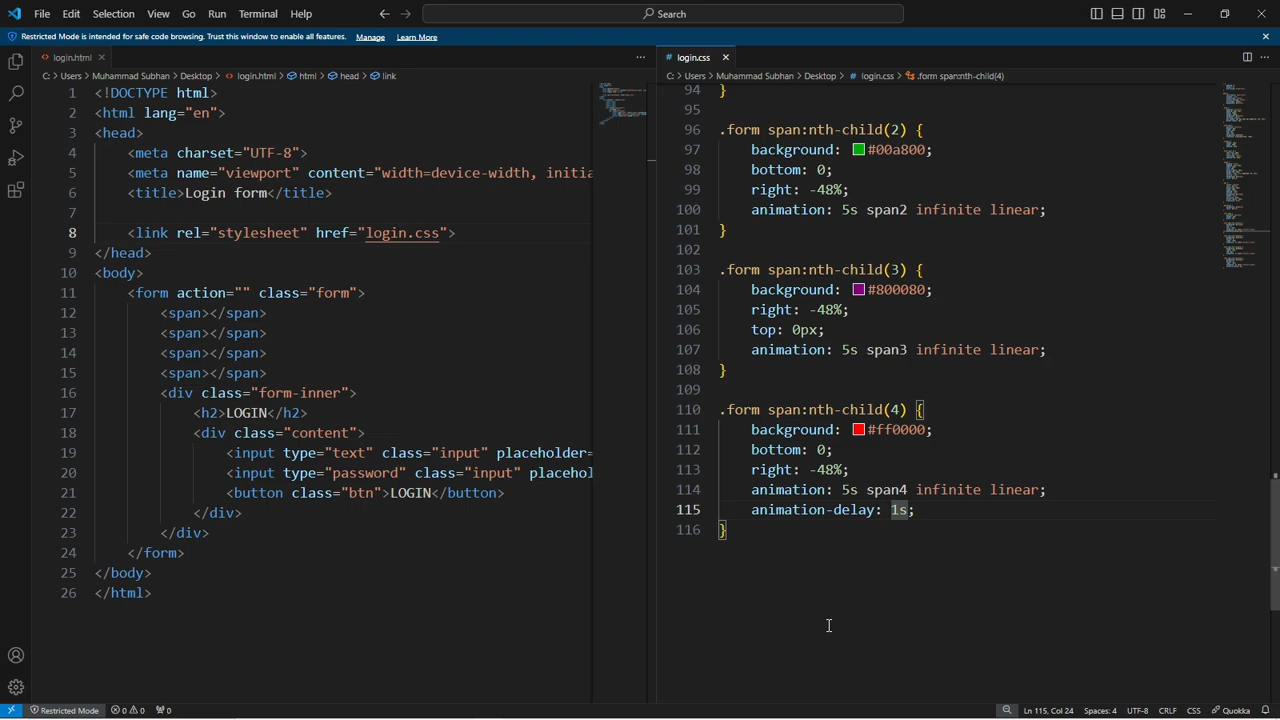 File Edit Selection View Go Run Terminal Help Search
Restricted Mode is intended for safe code browsing. Trust this window to enable all features. Manage Learn More
login.html
C: > Users > Muhammad Subhan > Desktop > login.html > html > head > link
1 <!DOCTYPE html>
2 <html lang="en">
3 <head>
4 <meta charset="UTF-8">
5 <meta name="viewport" content="width=device-width, initia
6 <title>Login form</title>
7
8 <link rel="stylesheet" href="login.css">
9 </head>
10 <body>
11 <form action="" class="form">
12 <span></span>
13 <span></span>
14 <span></span>
15 <span></span>
16 <div class="form-inner">
17 <h2>LOGIN</h2>
18 <div class="content">
19 <input type="text" class="input" placeholder=
20 <input type="password" class="input" placehol
21 <button class="btn">LOGIN</button>
22 </div>
23 </div>
24 </form>
25 </body>
26 </html>
# login.css
C: > Users > Muhammad Subhan > Desktop > # login.css > .form span:nth-child(4)
94 }
95
96 .form span:nth-child(2) {
97 background: #00a800;
98 bottom: 0;
99 right: -48%;
100 animation: 5s span2 infinite linear;
101 }
102
103 .form span:nth-child(3) {
104 background: #800080;
105 right: -48%;
106 top: 0px;
107 animation: 5s span3 infinite linear;
108 }
109
110 .form span:nth-child(4) {
111 background: #ff0000;
112 bottom: 0;
113 right: -48%;
114 animation: 5s span4 infinite linear;
115 animation-delay: 1s;
116 }
Restricted Mode 0 0 0 Ln 115, Col 24 Spaces: 4 UTF-8 CRLF CSS Quokka